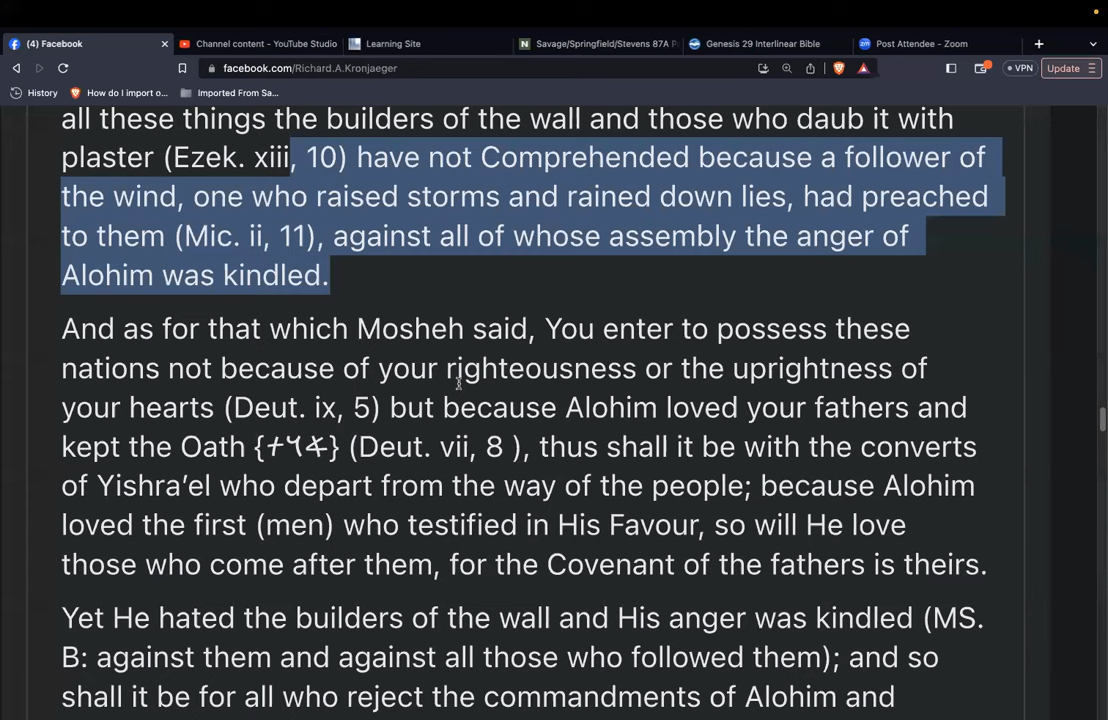 (4) Facebook
Channel content - YouTube Studio
Learning Site
Savage/Springfield/Stevens 87A P
Genesis 29 Interlinear Bible
Post Attendee - Zoom
facebook.com/Richard.A.Kronjaeger
VPN
Update
History
How do I import o...
Imported From Sa...
all these things the builders of the wall and those who daub it with
plaster (Ezek. xiii, 10) have not Comprehended because a follower of
the wind, one who raised storms and rained down lies, had preached
to them (Mic. ii, 11), against all of whose assembly the anger of
Alohim was kindled.
And as for that which Mosheh said, You enter to possess these
nations not because of your righteousness or the uprightness of
your hearts (Deut. ix, 5) but because Alohim loved your fathers and
kept the Oath {𐤕𐤅𐤀} (Deut. vii, 8 ), thus shall it be with the converts
of Yishra’el who depart from the way of the people; because Alohim
loved the first (men) who testified in His Favour, so will He love
those who come after them, for the Covenant of the fathers is theirs.
Yet He hated the builders of the wall and His anger was kindled (MS.
B: against them and against all those who followed them); and so
shall it be for all who reject the commandments of Alohim and